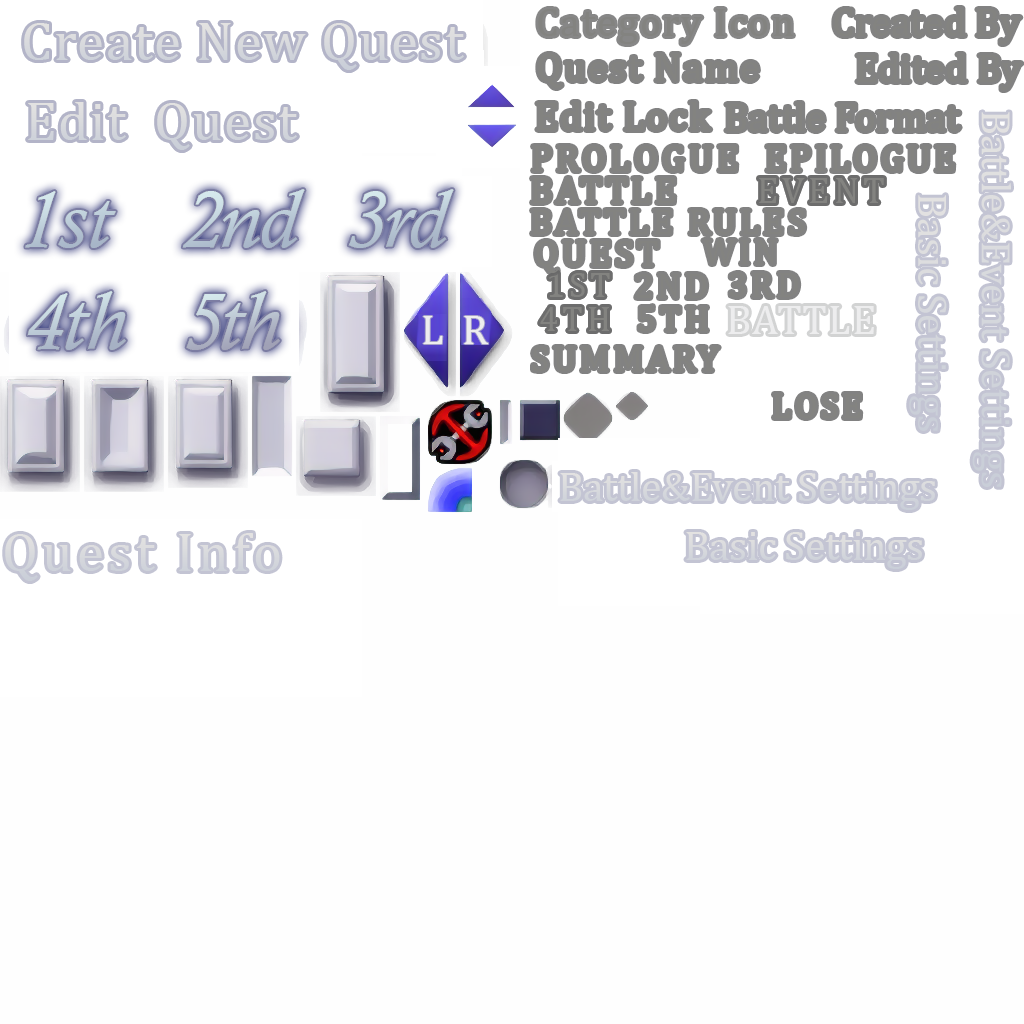 Create New Quest
Edit Quest
1st 2nd 3rd
4th 5th
L R
Quest Info
Category Icon Created By
Quest Name Edited By
Edit Lock Battle Format
PROLOGUE EPILOGUE
BATTLE EVENT
BATTLE RULES
QUEST WIN
1ST 2ND 3RD
4TH 5TH BATTLE
SUMMARY
LOSE
Battle&Event Settings
Basic Settings
Basic Settings
Battle&Event Settings